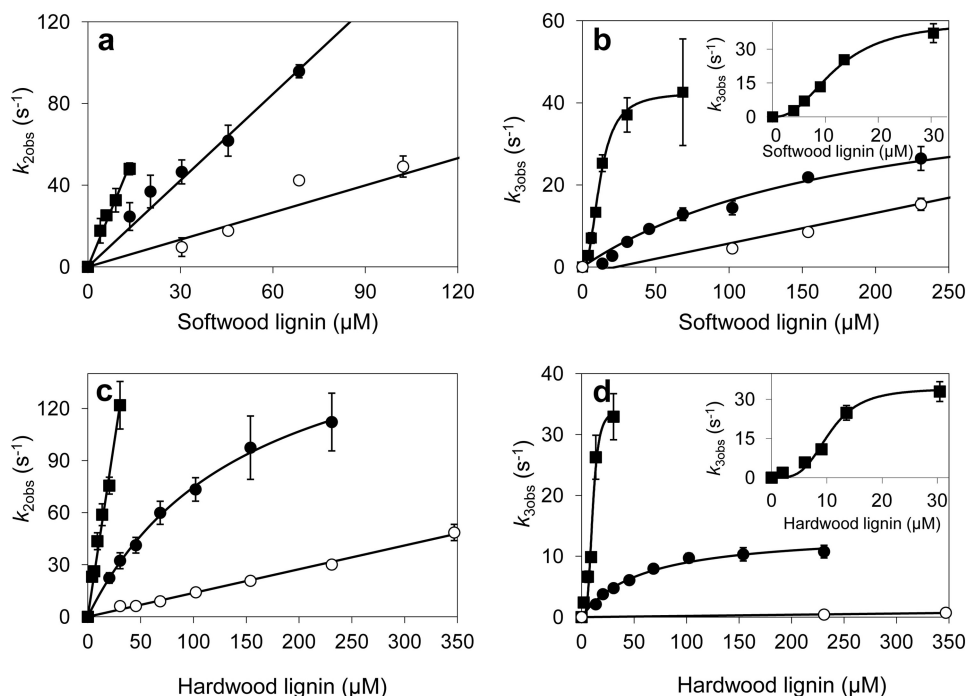 a
120
80
40
0
k2obs (s-1)
0 30 60 90 120
Softwood lignin (µM)
b
60
40
20
0
k3obs (s-1)
0 50 100 150 200 250
Softwood lignin (µM)
30
15
0
k3obs (s-1)
0 10 20 30
Softwood lignin (µM)
c
120
90
60
30
0
k2obs (s-1)
0 50 100 150 200 250 300 350
Hardwood lignin (µM)
d
40
30
20
10
0
k3obs (s-1)
0 50 100 150 200 250 300 350
Hardwood lignin (µM)
30
15
0
k3obs (s-1)
0 10 20 30
Hardwood lignin (µM)